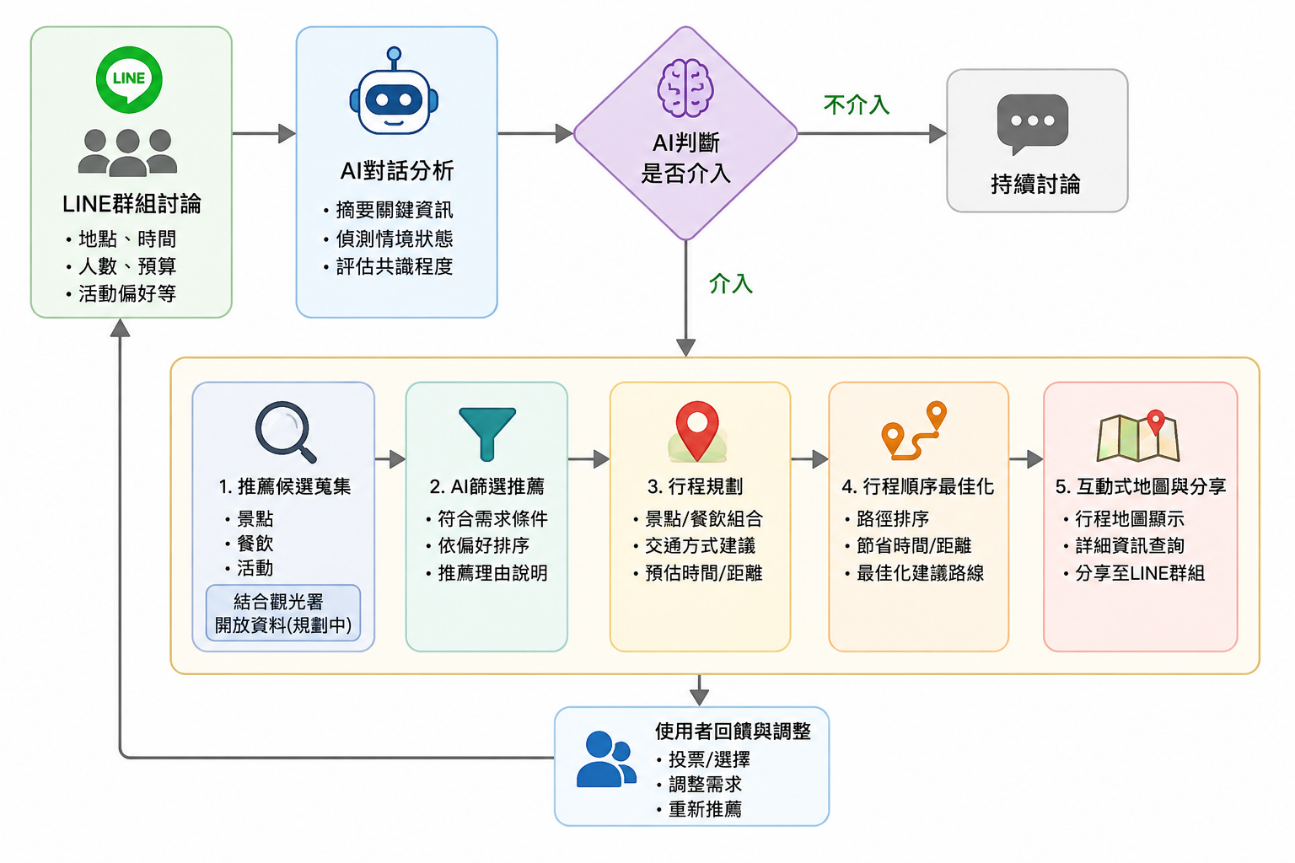 LINE
LINE群組討論
・地點、時間
・人數、預算
・活動偏好等
AI對話分析
・摘要關鍵資訊
・偵測情境狀態
・評估共識程度
AI判斷
是否介入
不介入
持續討論
介入
1. 推薦候選蒐集
・景點
・餐飲
・活動
結合觀光署
開放資料(規劃中)
2. AI篩選推薦
・符合需求條件
・依偏好排序
・推薦理由說明
3. 行程規劃
・景點/餐飲組合
・交通方式建議
・預估時間/距離
4. 行程順序最佳化
・路徑排序
・節省時間/距離
・最佳化建議路線
5. 互動式地圖與分享
・行程地圖顯示
・詳細資訊查詢
・分享至LINE群組
使用者回饋與調整
・投票/選擇
・調整需求
・重新推薦